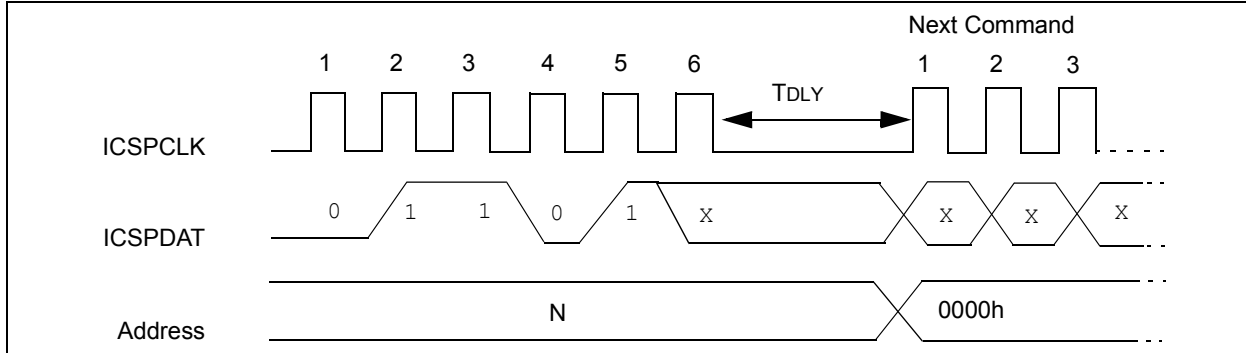 Next Command
1 2 3 4 5 6 1 2 3
TDLY
ICSPCLK
0 1 1 0 1 X X X X
ICSPDAT
N 0000h
Address